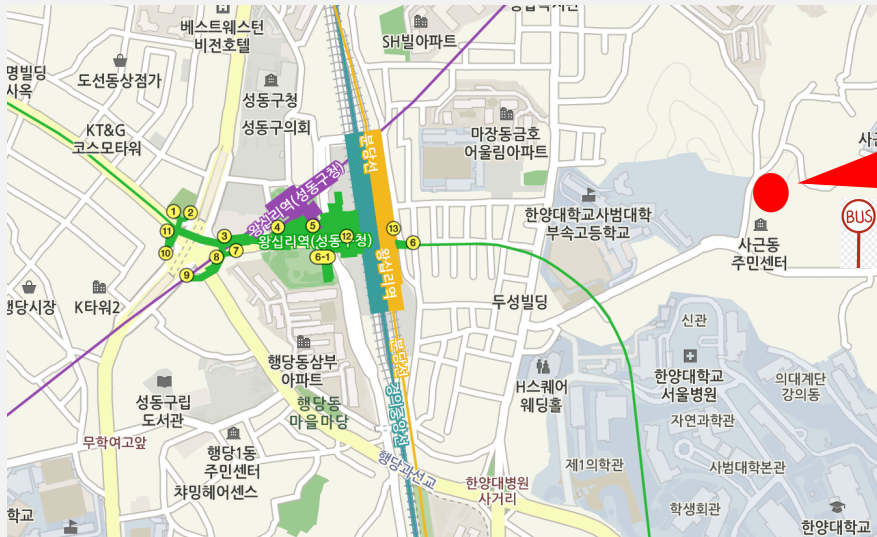 베스트웨스턴
비전호텔
SH빌아파트
도선동상점가
명빌딩
사옥
성동구청
성동구의회
KT&G
코스모타워
마장동금호
어울림아파트
분당선
왕십리역(성동구청)
왕십리역(성동구청)
왕십리역
1
2
3
4
5
6
6-1
7
8
9
10
11
12
13
한양대학교사범대학
부속고등학교
사근동
주민센터
BUS
행당시장
K타워2
두성빌딩
행당동삼부
아파트
행당동
마을마당
분당선
경의중앙선
H스퀘어
웨딩홀
신관
한양대학교
서울병원
의대계단
강의동
자연과학관
성동구립
도서관
무학여고앞
행당1동
주민센터
챠밍헤어센스
행당과선교
한양대병원
사거리
제1의학관
사범대학본관
학생회관
한양대학교
학교